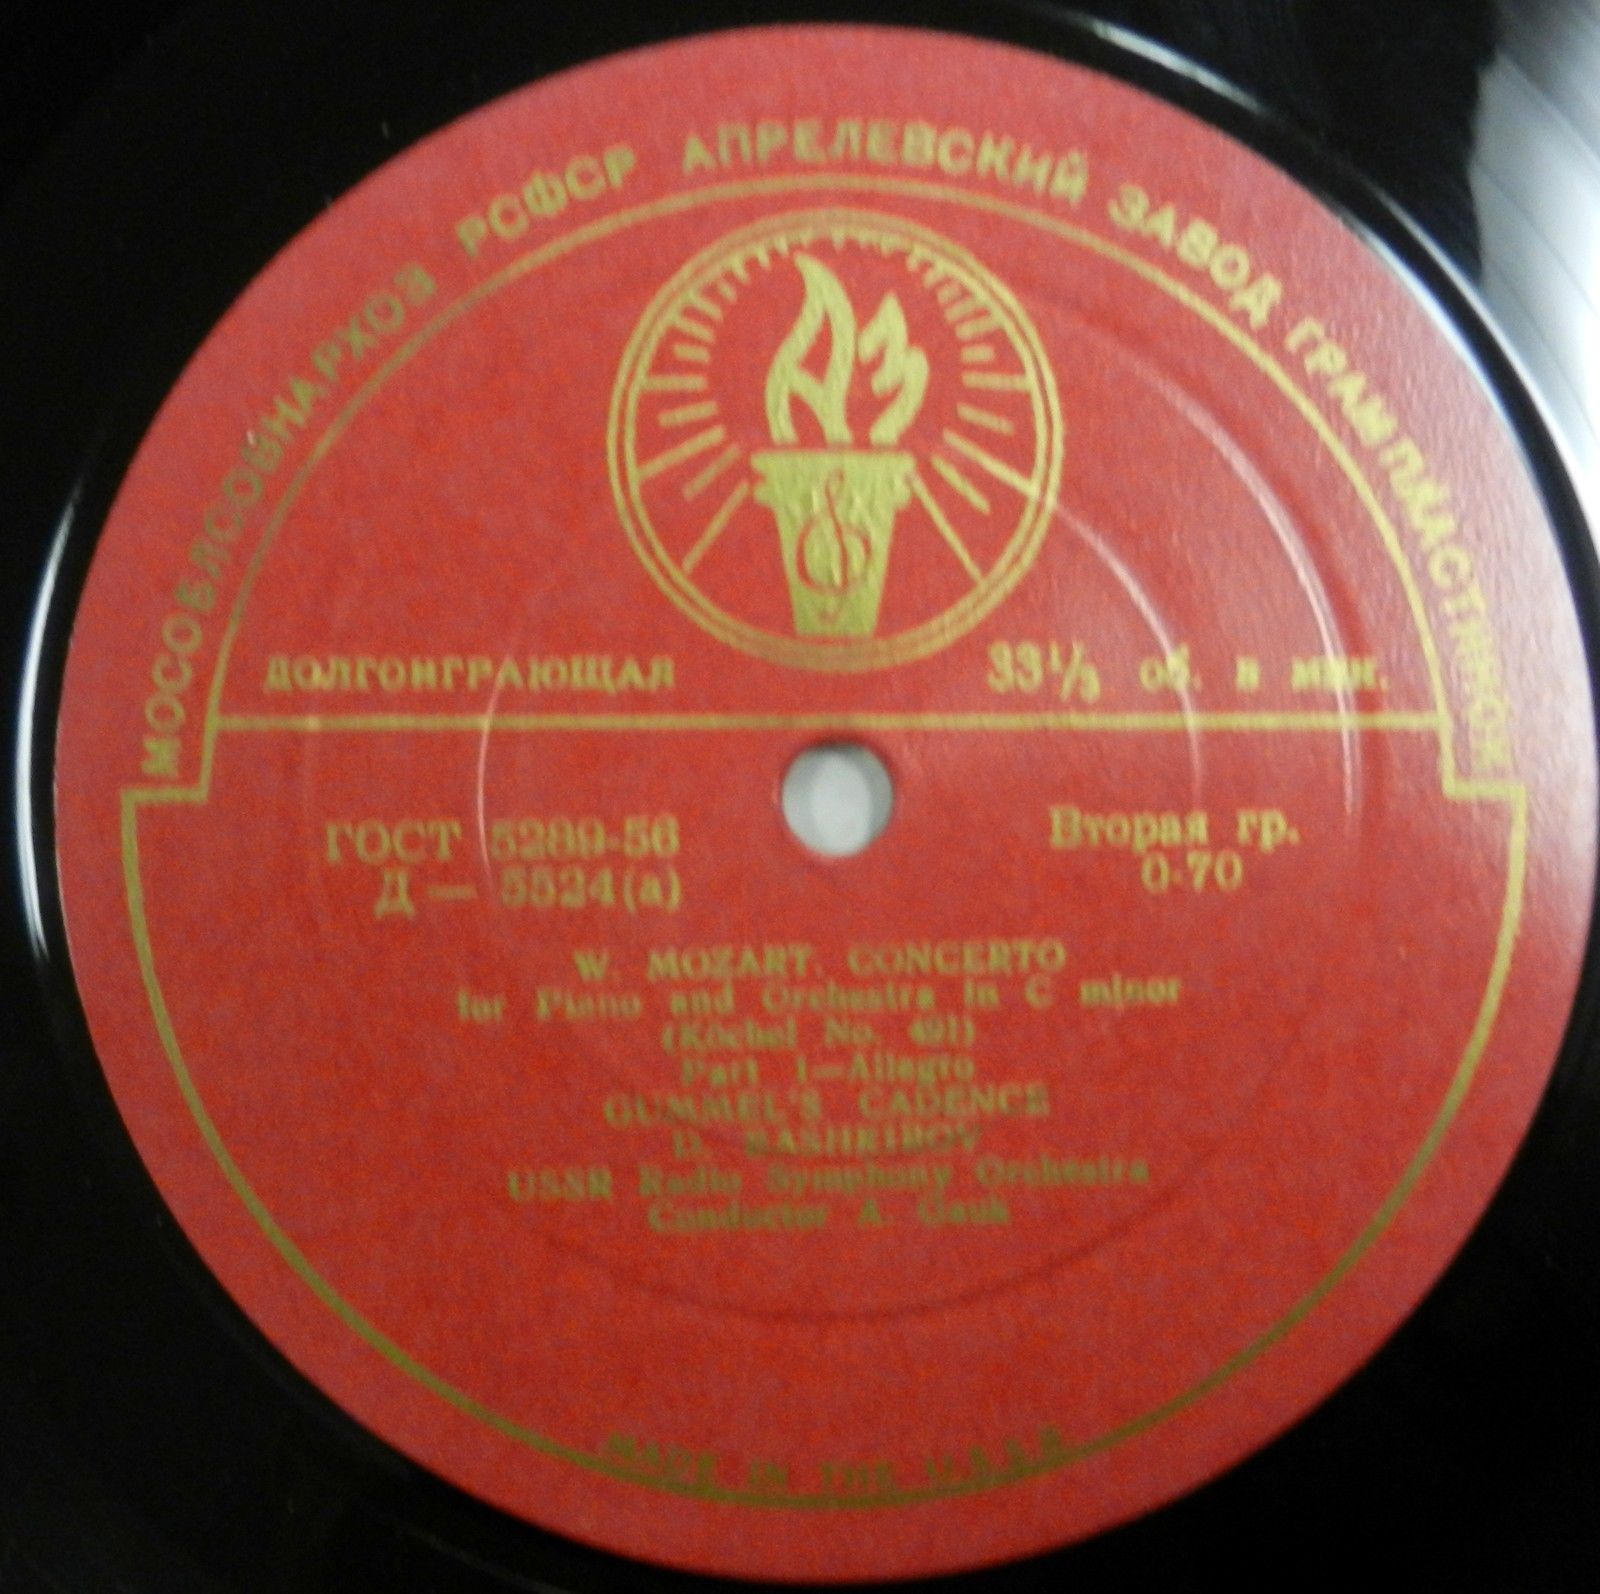 МОСОБЛСОВНАРХОЗ РСФСР АПРЕЛЕВСКИЙ ЗАВОД ГРАМПЛАСТИНОК
АЗ
ДОЛГОИГРАЮЩАЯ 33⅓ об. в мин.
ГОСТ 5289-56 Вторая гр.
Д — 5524(а) 0-70
W. MOZART. CONCERTO
for Piano and Orchestra in C minor
(Köchel No. 491)
Part 1—Allegro
GUMMEL'S CADENCE
D. BASHKIROV
USSR Radio Symphony Orchestra
Conductor A. Gauk
MADE IN THE U.S.S.R.